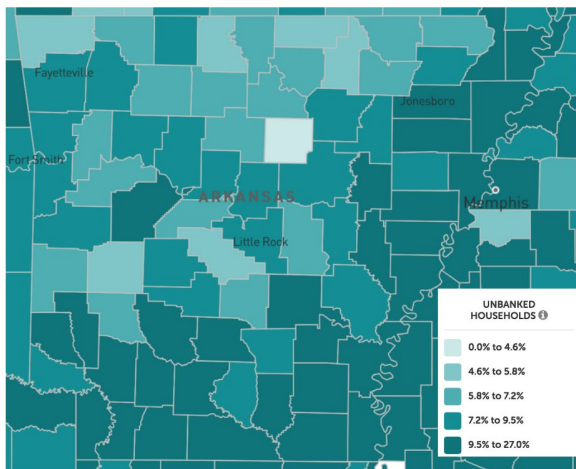 Fayetteville
Jonesboro
Fort Smith
ARKANSAS
Memphis
Little Rock
UNBANKED
HOUSEHOLDS
0.0% to 4.6%
4.6% to 5.8%
5.8% to 7.2%
7.2% to 9.5%
9.5% to 27.0%